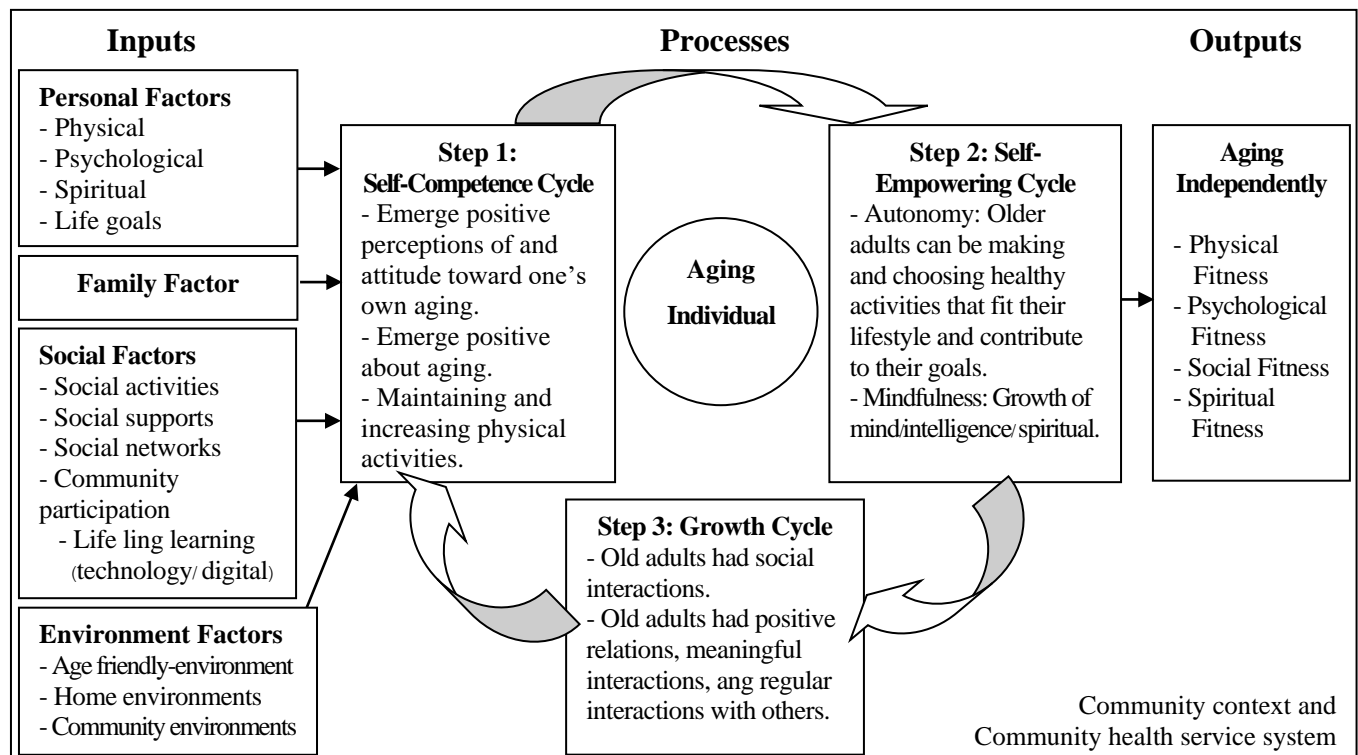 Inputs
Processes
Outputs
Personal Factors
- Physical
- Psychological
- Spiritual
- Life goals
Family Factor
Social Factors
- Social activities
- Social supports
- Social networks
- Community
participation
- Life ling learning
(technology/ digital)
Environment Factors
- Age friendly-environment
- Home environments
- Community environments
Step 1:
Self-Competence Cycle
- Emerge positive
perceptions of and
attitude toward one’s
own aging.
- Emerge positive
about aging.
- Maintaining and
increasing physical
activities.
Aging
Individual
Step 2: Self-
Empowering Cycle
- Autonomy: Older
adults can be making
and choosing healthy
activities that fit their
lifestyle and contribute
to their goals.
- Mindfulness: Growth of
mind/intelligence/ spiritual.
Step 3: Growth Cycle
- Old adults had social
interactions.
- Old adults had positive
relations, meaningful
interactions, ang regular
interactions with others.
Aging
Independently
- Physical
Fitness
- Psychological
Fitness
- Social Fitness
- Spiritual
Fitness
Community context and
Community health service system